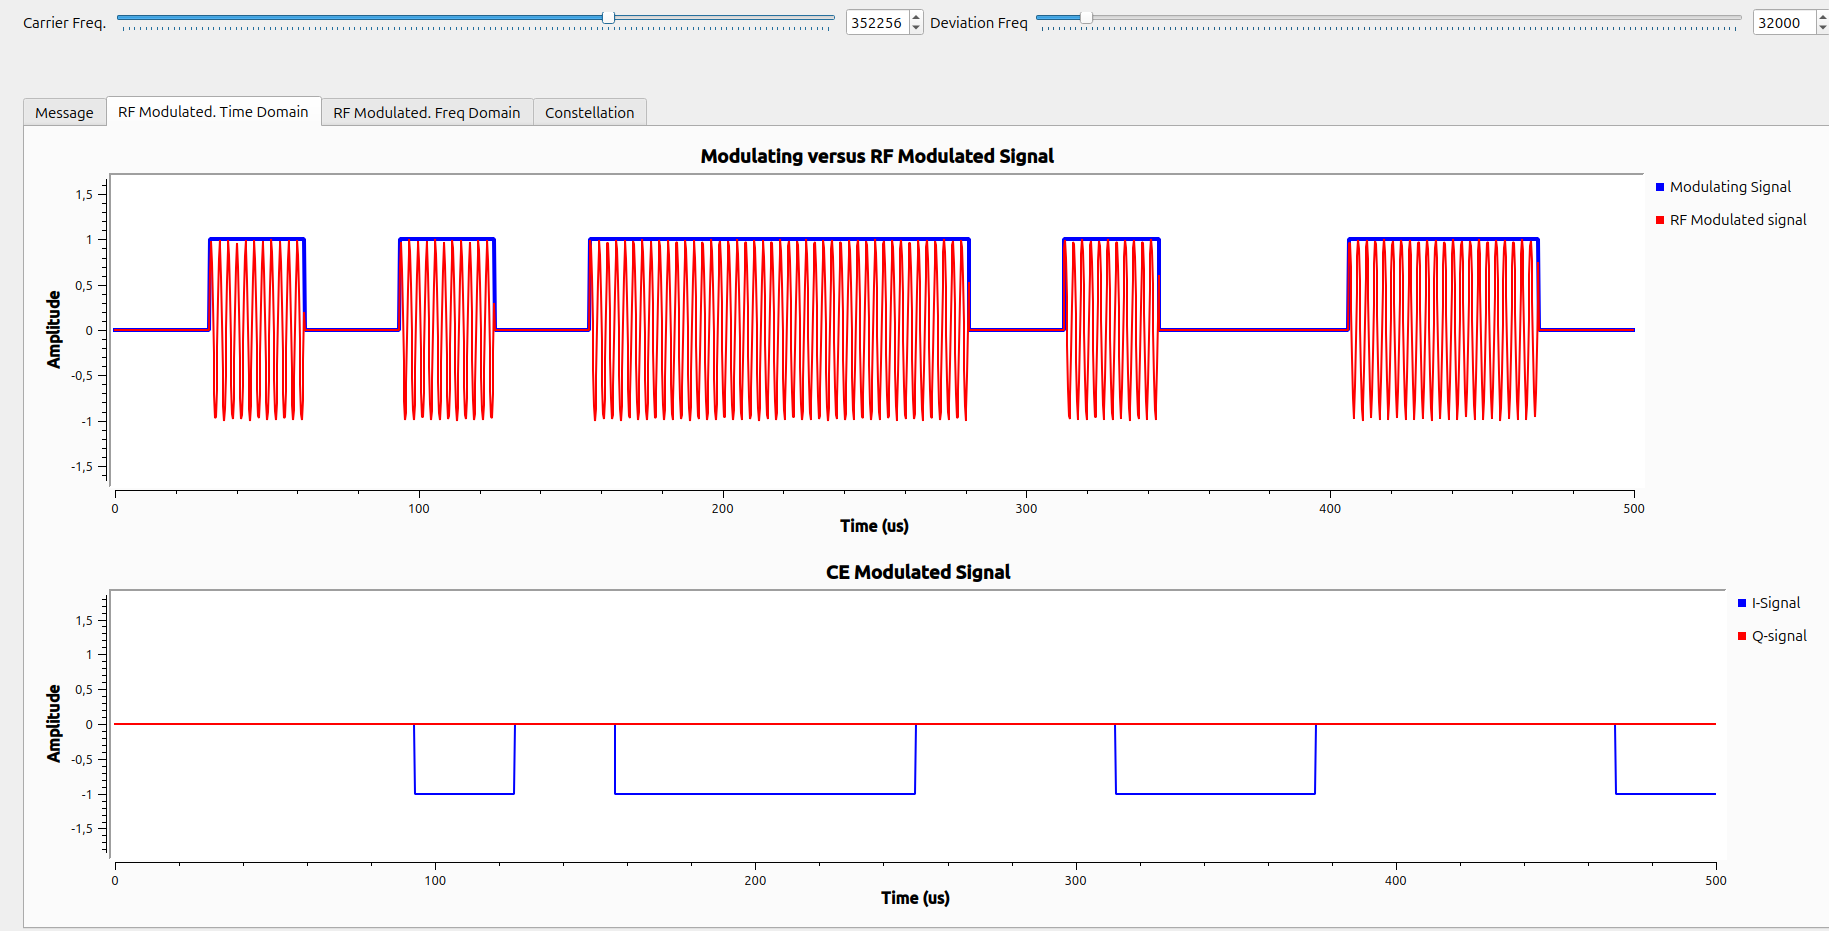 Carrier Freq. 352256 Deviation Freq 32000
Message RF Modulated. Time Domain RF Modulated. Freq Domain Constellation
Modulating versus RF Modulated Signal
Modulating Signal
RF Modulated signal
Amplitude
1,5
1
0,5
0
-0,5
-1
-1,5
0 100 200 300 400 500
Time (us)
CE Modulated Signal
I-Signal
Q-signal
Amplitude
1,5
1
0,5
0
-0,5
-1
-1,5
0 100 200 300 400 500
Time (us)